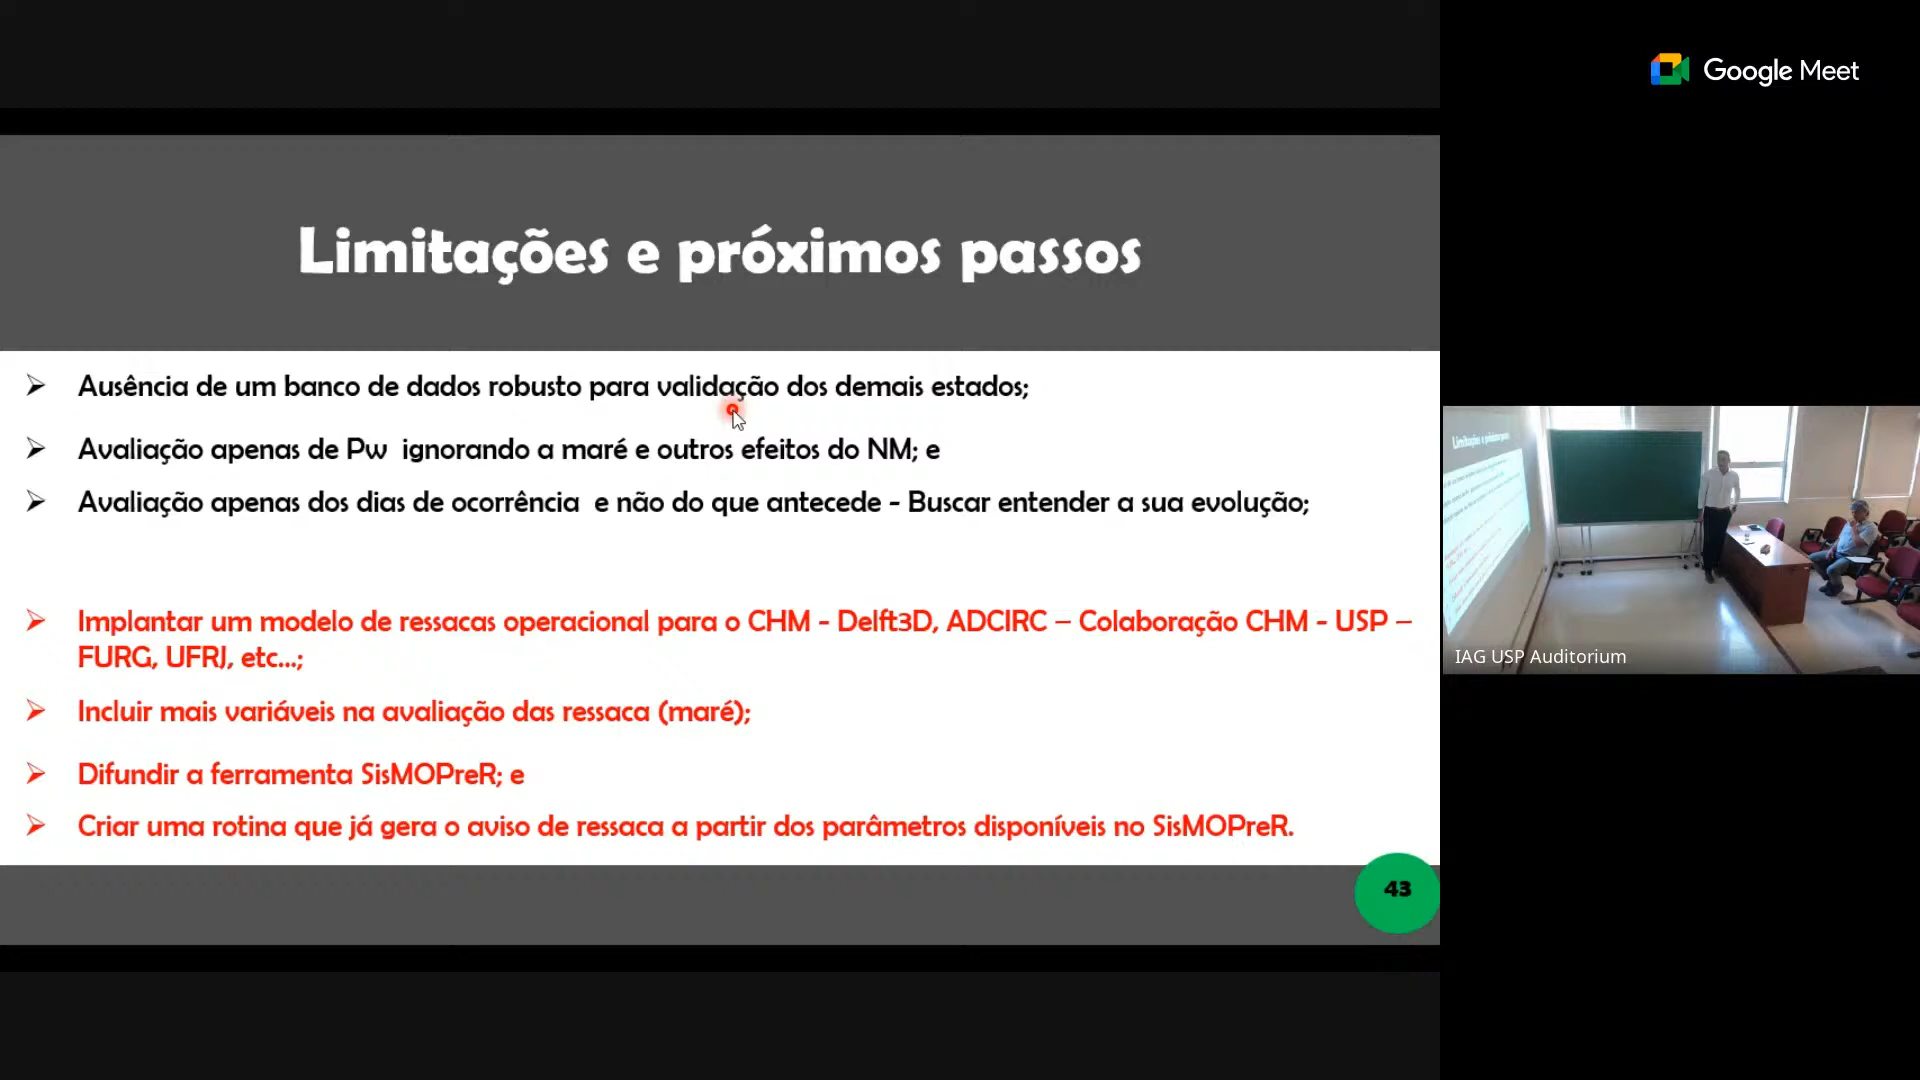 Google Meet
Limitações e próximos passos
➢ Ausência de um banco de dados robusto para validação dos demais estados;
➢ Avaliação apenas de Pw ignorando a maré e outros efeitos do NM; e
➢ Avaliação apenas dos dias de ocorrência e não do que antecede - Buscar entender a sua evolução;
➢ Implantar um modelo de ressacas operacional para o CHM - Delft3D, ADCIRC – Colaboração CHM - USP –
FURG, UFRJ, etc...;
➢ Incluir mais variáveis na avaliação das ressaca (maré);
➢ Difundir a ferramenta SisMOPreR; e
➢ Criar uma rotina que já gera o aviso de ressaca a partir dos parâmetros disponíveis no SisMOPreR.
43
Limitações e próximos passos
IAG USP Auditorium